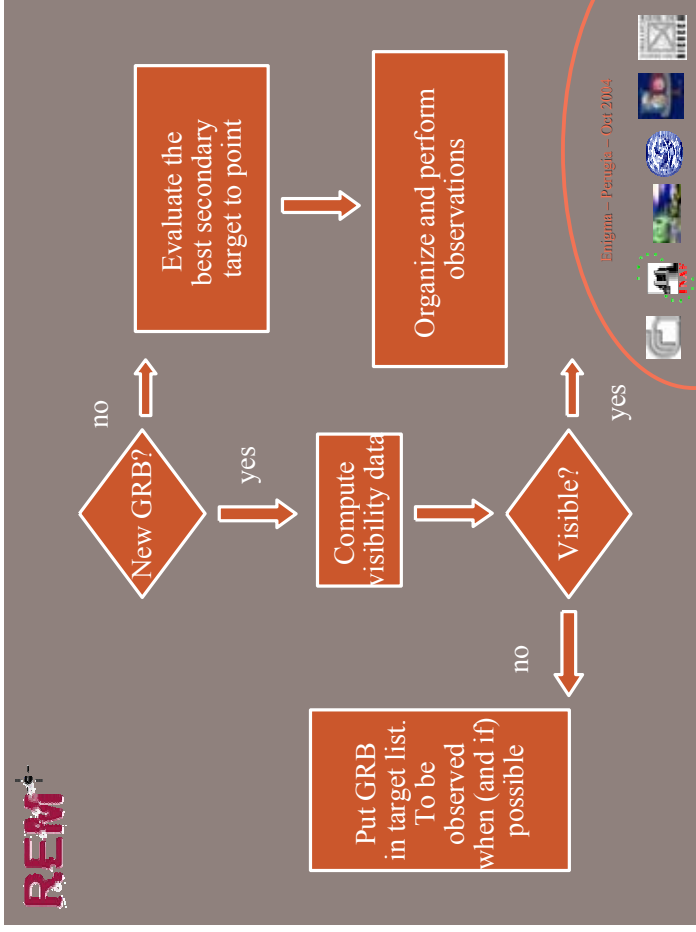 REM
New GRB?
no
Evaluate the
best secondary
target to point
yes
Compute
visibility data
Organize and perform
observations
Visible?
no
yes
Put GRB
in target list.
To be
observed
when (and if)
possible
Enigma – Perugia – Oct 2004